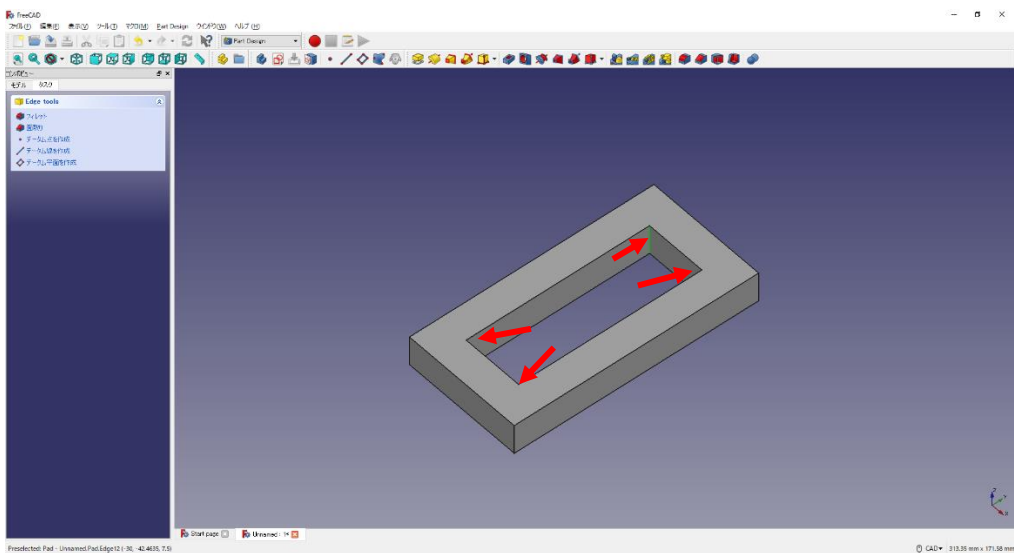 FreeCAD
ファイル(F) 編集(E) 表示(V) ツール(T) マクロ(M) Part Design ウィンドウ(W) ヘルプ(H)
Part Design
コンボビュー
モデル タスク
Edge tools
フィレット
面取り
データム点を作成
データム線を作成
データム平面を作成
Z
Y
X
Start page
Unnamed : 1*
Preselected: Pad - Unnamed.Pad.Edge12 (-30, -42.4635, 7.5)
CAD
313.35 mm x 171.58 mm